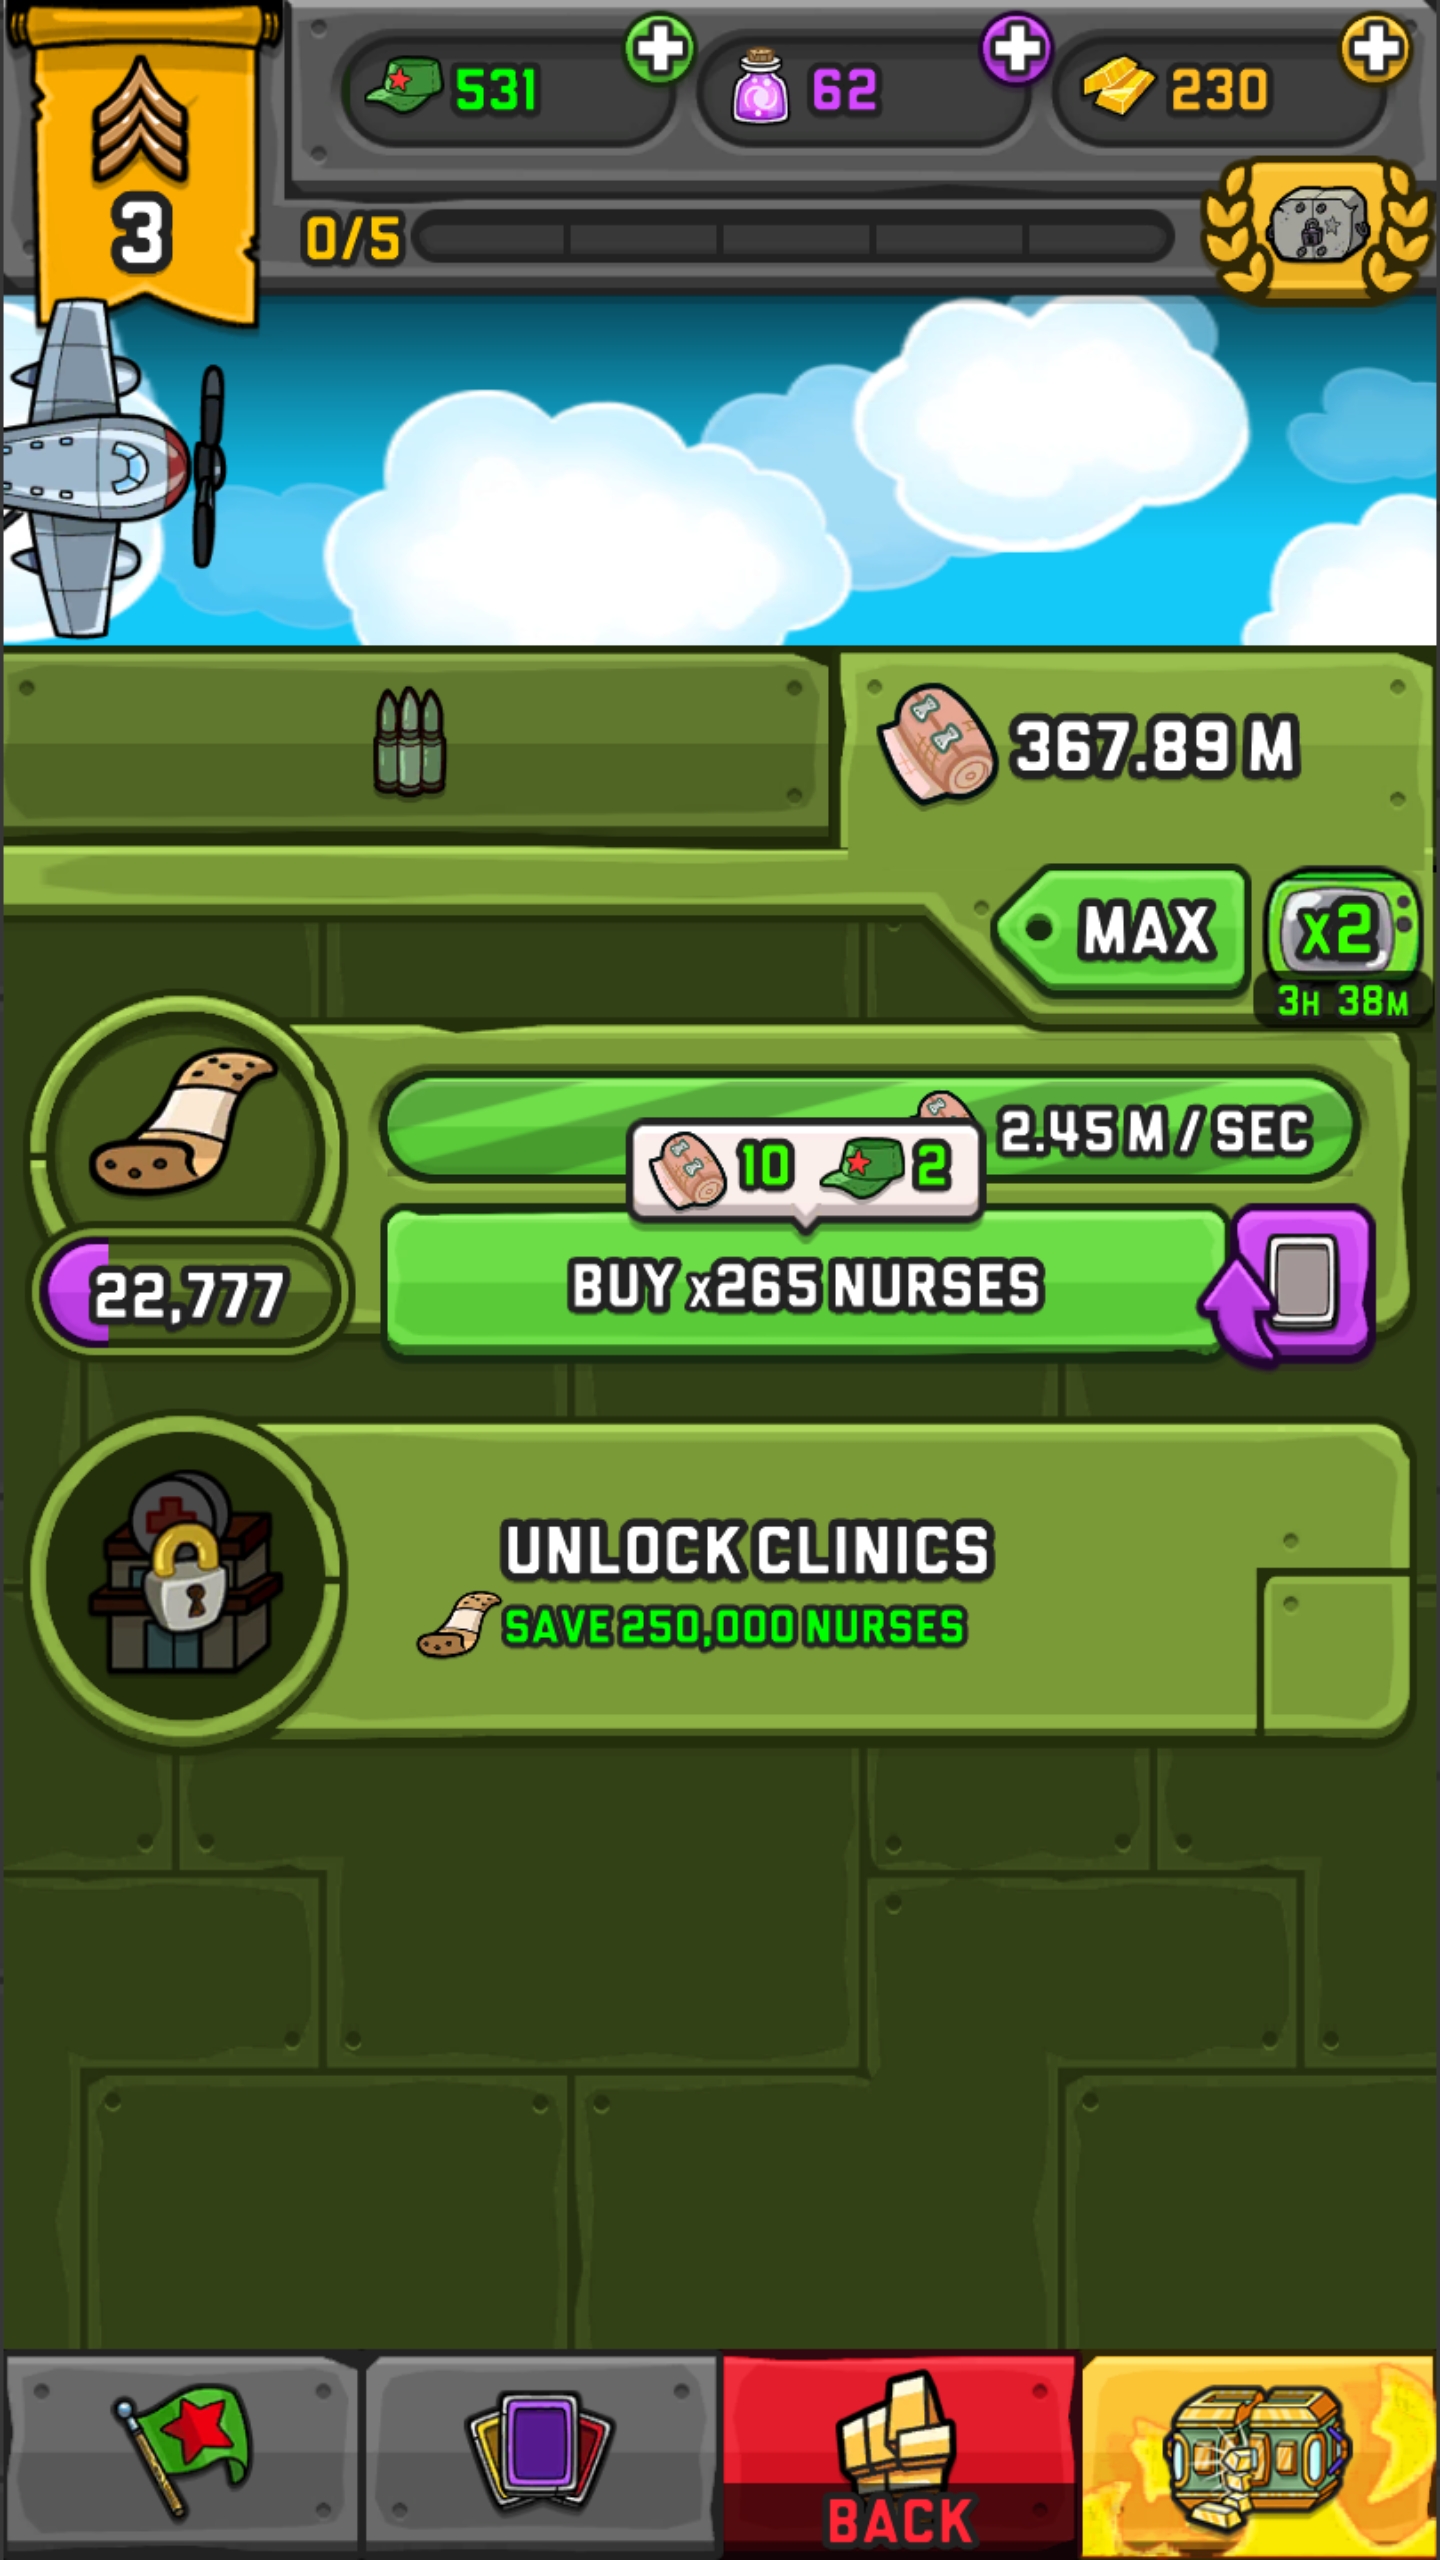 531
62
230
3
0/5
367.89 M
MAX
x2
3H 38M
2.45 M / SEC
10
2
22,777
BUY x265 NURSES
UNLOCK CLINICS
SAVE 250,000 NURSES
BACK